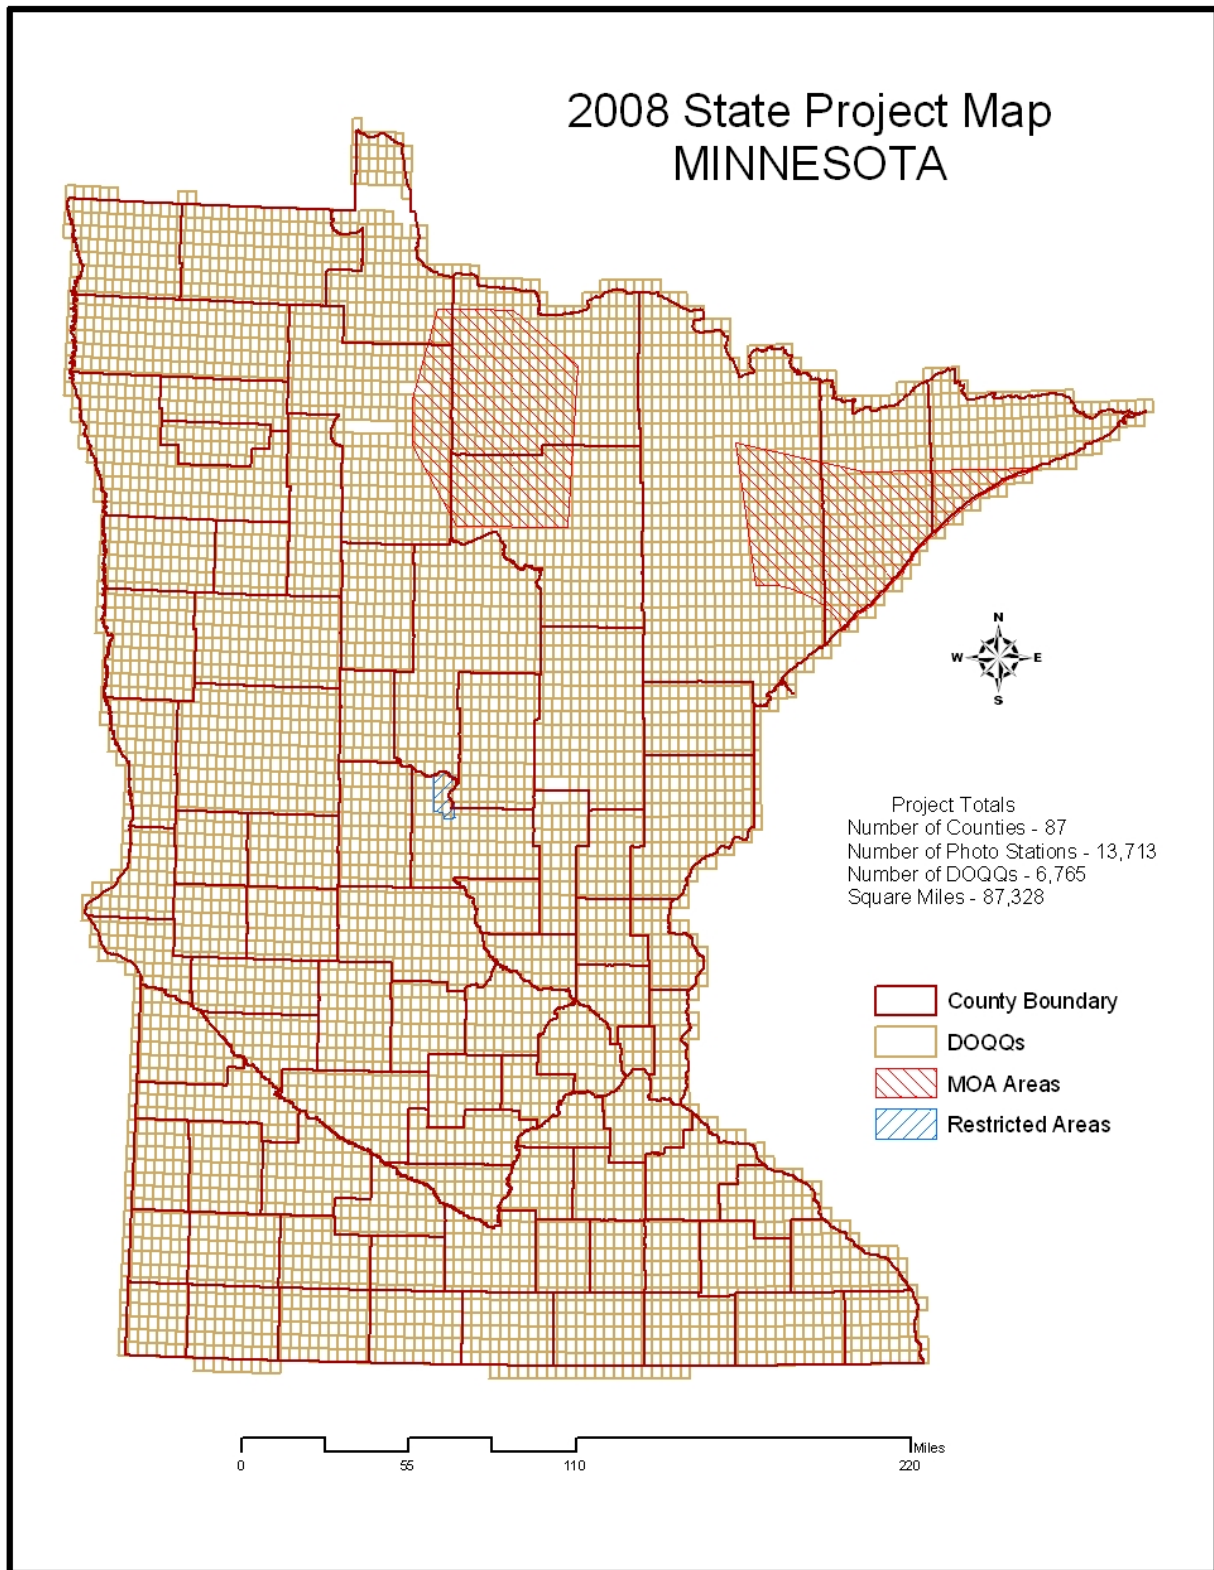 2008 State Project Map
MINNESOTA
N
W E
S
Project Totals
Number of Counties - 87
Number of Photo Stations - 13,713
Number of DOQQs - 6,765
Square Miles - 87,328
County Boundary
DOQQs
MOA Areas
Restricted Areas
Miles
0 55 110 220